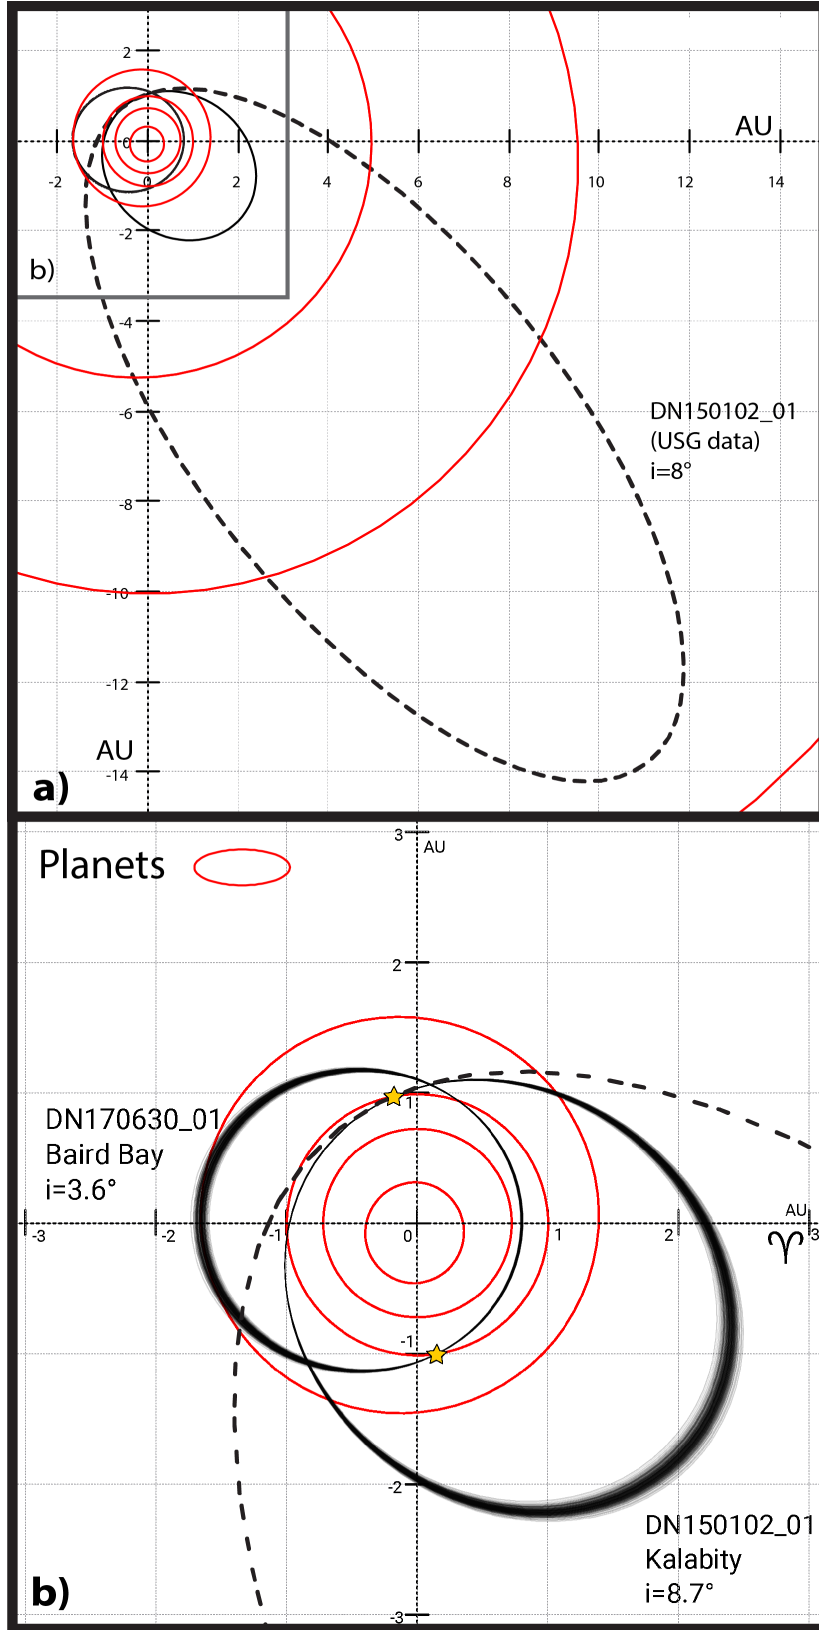 2
AU
0
-2
0
2
4
6
8
10
12
14
-2
b)
-4
DN150102_01
(USG data)
i=8°
-6
-8
-10
-12
AU
-14
a)
3
AU
Planets
2
1
DN170630_01
Baird Bay
i=3.6°
AU
-3
-2
-1
0
1
2
3
♈
-1
-2
DN150102_01
Kalabity
i=8.7°
b)
-3